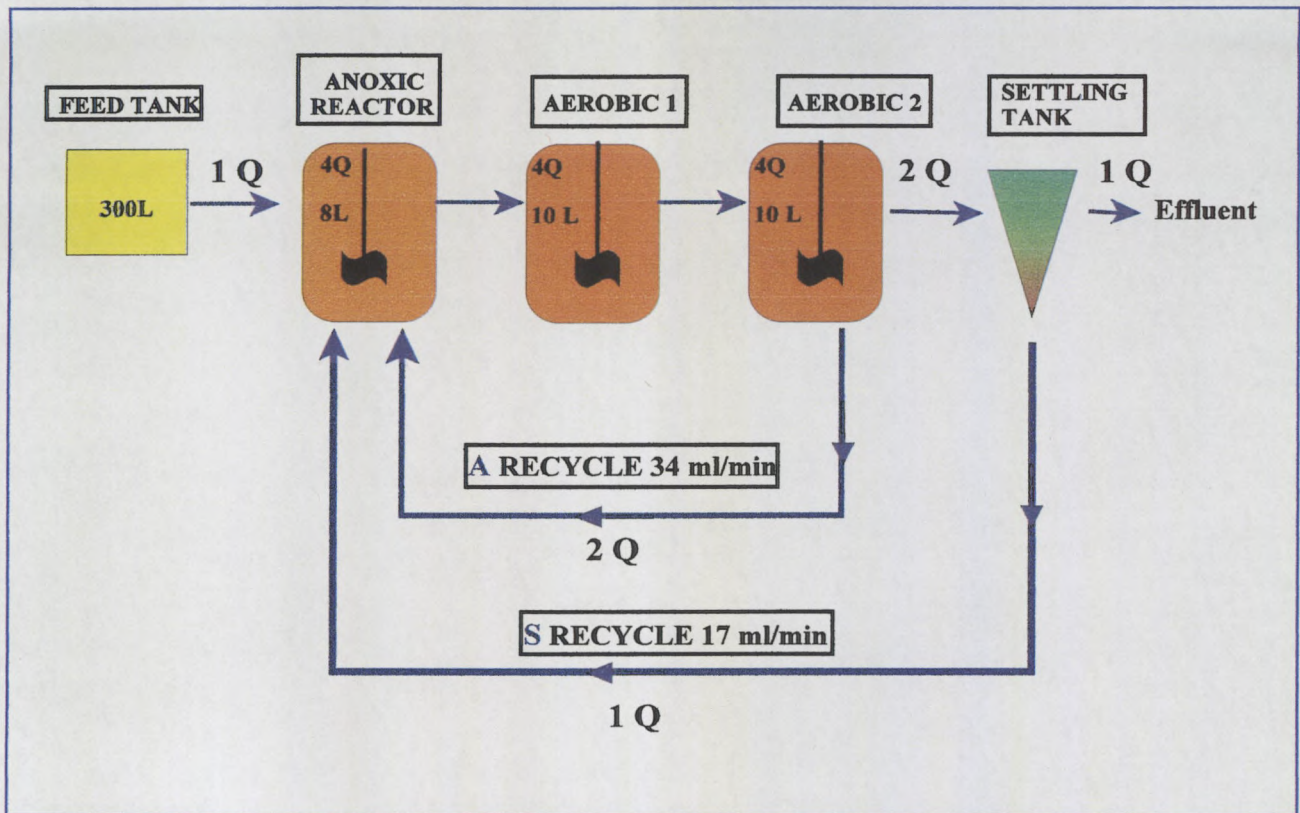 FEED TANK
ANOXIC
REACTOR
AEROBIC 1
AEROBIC 2
SETTLING
TANK
1 Q
300L
4Q
8L
4Q
10 L
4Q
10 L
2 Q
1 Q
Effluent
A RECYCLE 34 ml/min
2 Q
S RECYCLE 17 ml/min
1 Q